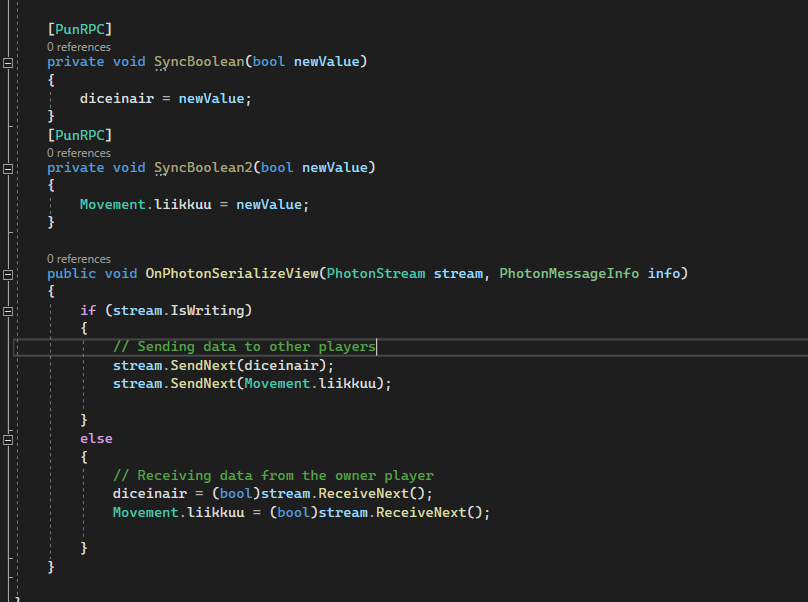 [PunRPC]
0 references
private void SyncBoolean(bool newValue)
{
diceinair = newValue;
}
[PunRPC]
0 references
private void SyncBoolean2(bool newValue)
{
Movement.liikkuu = newValue;
}
0 references
public void OnPhotonSerializeView(PhotonStream stream, PhotonMessageInfo info)
{
if (stream.IsWriting)
{
// Sending data to other players
stream.SendNext(diceinair);
stream.SendNext(Movement.liikkuu);
}
else
{
// Receiving data from the owner player
diceinair = (bool)stream.ReceiveNext();
Movement.liikkuu = (bool)stream.ReceiveNext();
}
}
}